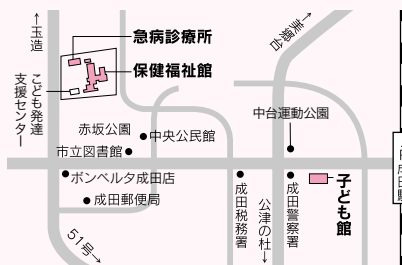 ←玉造
急病診療所
保健福祉館
こども発達
支援センター
←美郷台
中台運動公園
赤坂公園
中央公民館
市立図書館
ボンベルタ成田店
成田郵便局
成田税務署
公津の杜→
成田警察署
子ども館
51号→